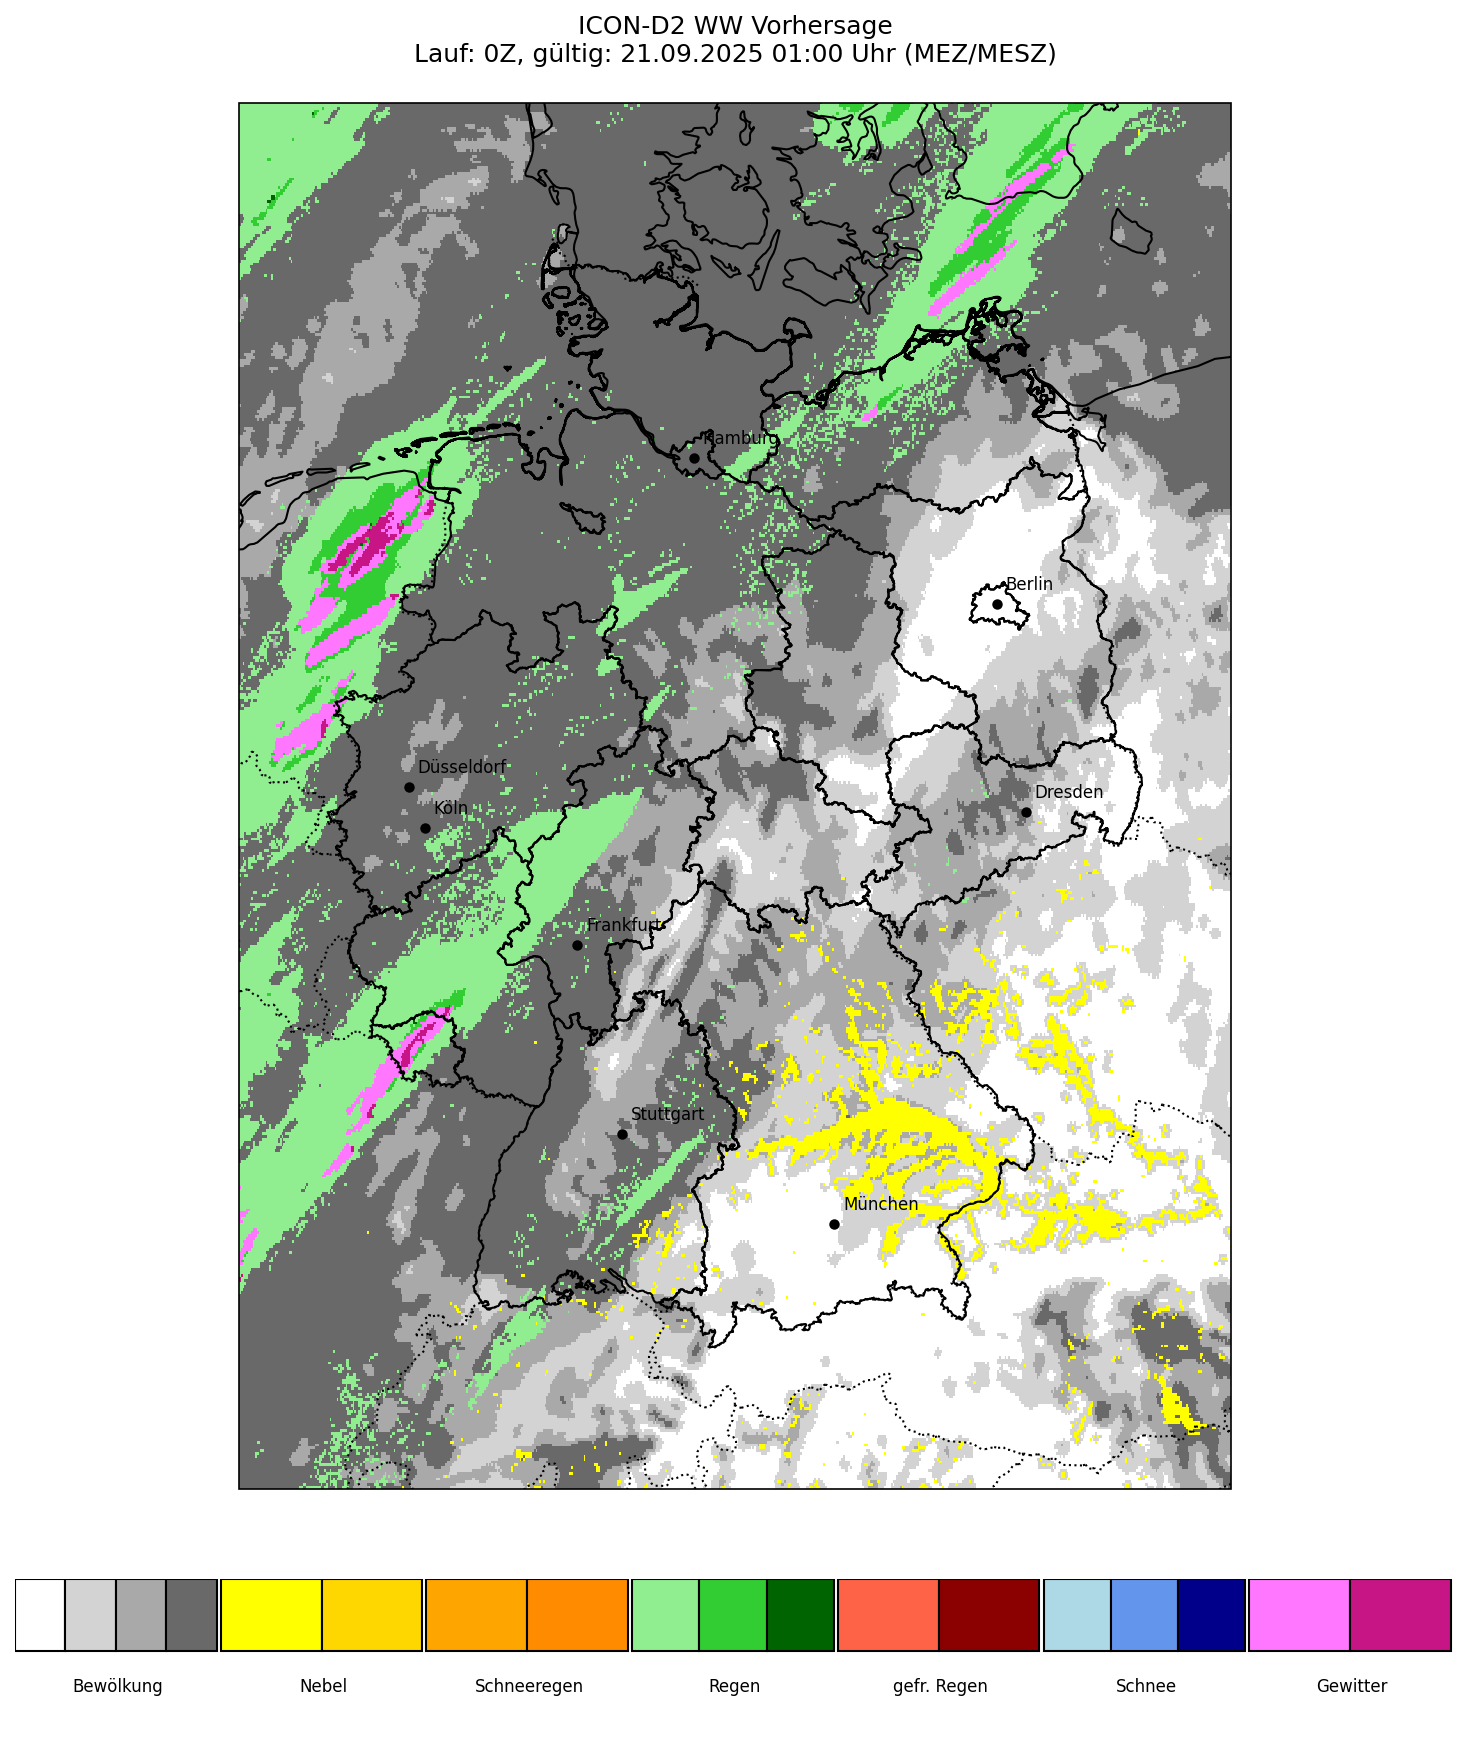 ICON-D2 WW Vorhersage
Lauf: 0Z, gültig: 21.09.2025 01:00 Uhr (MEZ/MESZ)
Hamburg
Berlin
Düsseldorf
Köln
Dresden
Frankfurt
Stuttgart
München
Bewölkung
Nebel
Schneeregen
Regen
gefr. Regen
Schnee
Gewitter